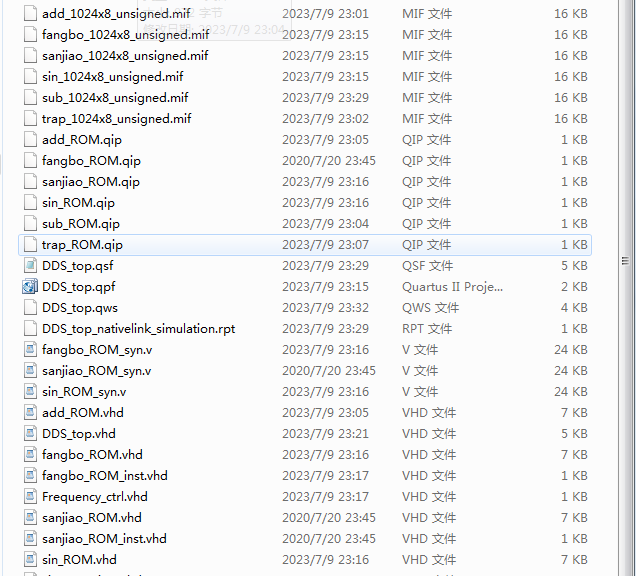 add_1024x8_unsigned.mif 2023/7/9 23:01 MIF 文件 16 KB
fangbo_1024x8_unsigned.mif 2023/7/9 23:15 MIF 文件 16 KB
sanjiao_1024x8_unsigned.mif 2023/7/9 23:15 MIF 文件 16 KB
sin_1024x8_unsigned.mif 2023/7/9 23:15 MIF 文件 16 KB
sub_1024x8_unsigned.mif 2023/7/9 23:29 MIF 文件 16 KB
trap_1024x8_unsigned.mif 2023/7/9 23:02 MIF 文件 16 KB
add_ROM.qip 2023/7/9 23:05 QIP 文件 1 KB
fangbo_ROM.qip 2020/7/20 23:45 QIP 文件 1 KB
sanjiao_ROM.qip 2023/7/9 23:16 QIP 文件 1 KB
sin_ROM.qip 2023/7/9 23:16 QIP 文件 1 KB
sub_ROM.qip 2023/7/9 23:04 QIP 文件 1 KB
trap_ROM.qip 2023/7/9 23:07 QIP 文件 1 KB
DDS_top.qsf 2023/7/9 23:29 QSF 文件 5 KB
DDS_top.qpf 2023/7/9 23:15 Quartus II Proje... 2 KB
DDS_top.qws 2023/7/9 23:32 QWS 文件 4 KB
DDS_top_nativelink_simulation.rpt 2023/7/9 23:29 RPT 文件 1 KB
fangbo_ROM_syn.v 2023/7/9 23:16 V 文件 24 KB
sanjiao_ROM_syn.v 2020/7/20 23:45 V 文件 24 KB
sin_ROM_syn.v 2023/7/9 23:16 V 文件 24 KB
add_ROM.vhd 2023/7/9 23:05 VHD 文件 7 KB
DDS_top.vhd 2023/7/9 23:21 VHD 文件 5 KB
fangbo_ROM.vhd 2023/7/9 23:16 VHD 文件 7 KB
fangbo_ROM_inst.vhd 2023/7/9 23:17 VHD 文件 1 KB
Frequency_ctrl.vhd 2023/7/9 23:17 VHD 文件 1 KB
sanjiao_ROM.vhd 2020/7/20 23:45 VHD 文件 7 KB
sanjiao_ROM_inst.vhd 2020/7/20 23:45 VHD 文件 1 KB
sin_ROM.vhd 2023/7/9 23:16 VHD 文件 7 KB